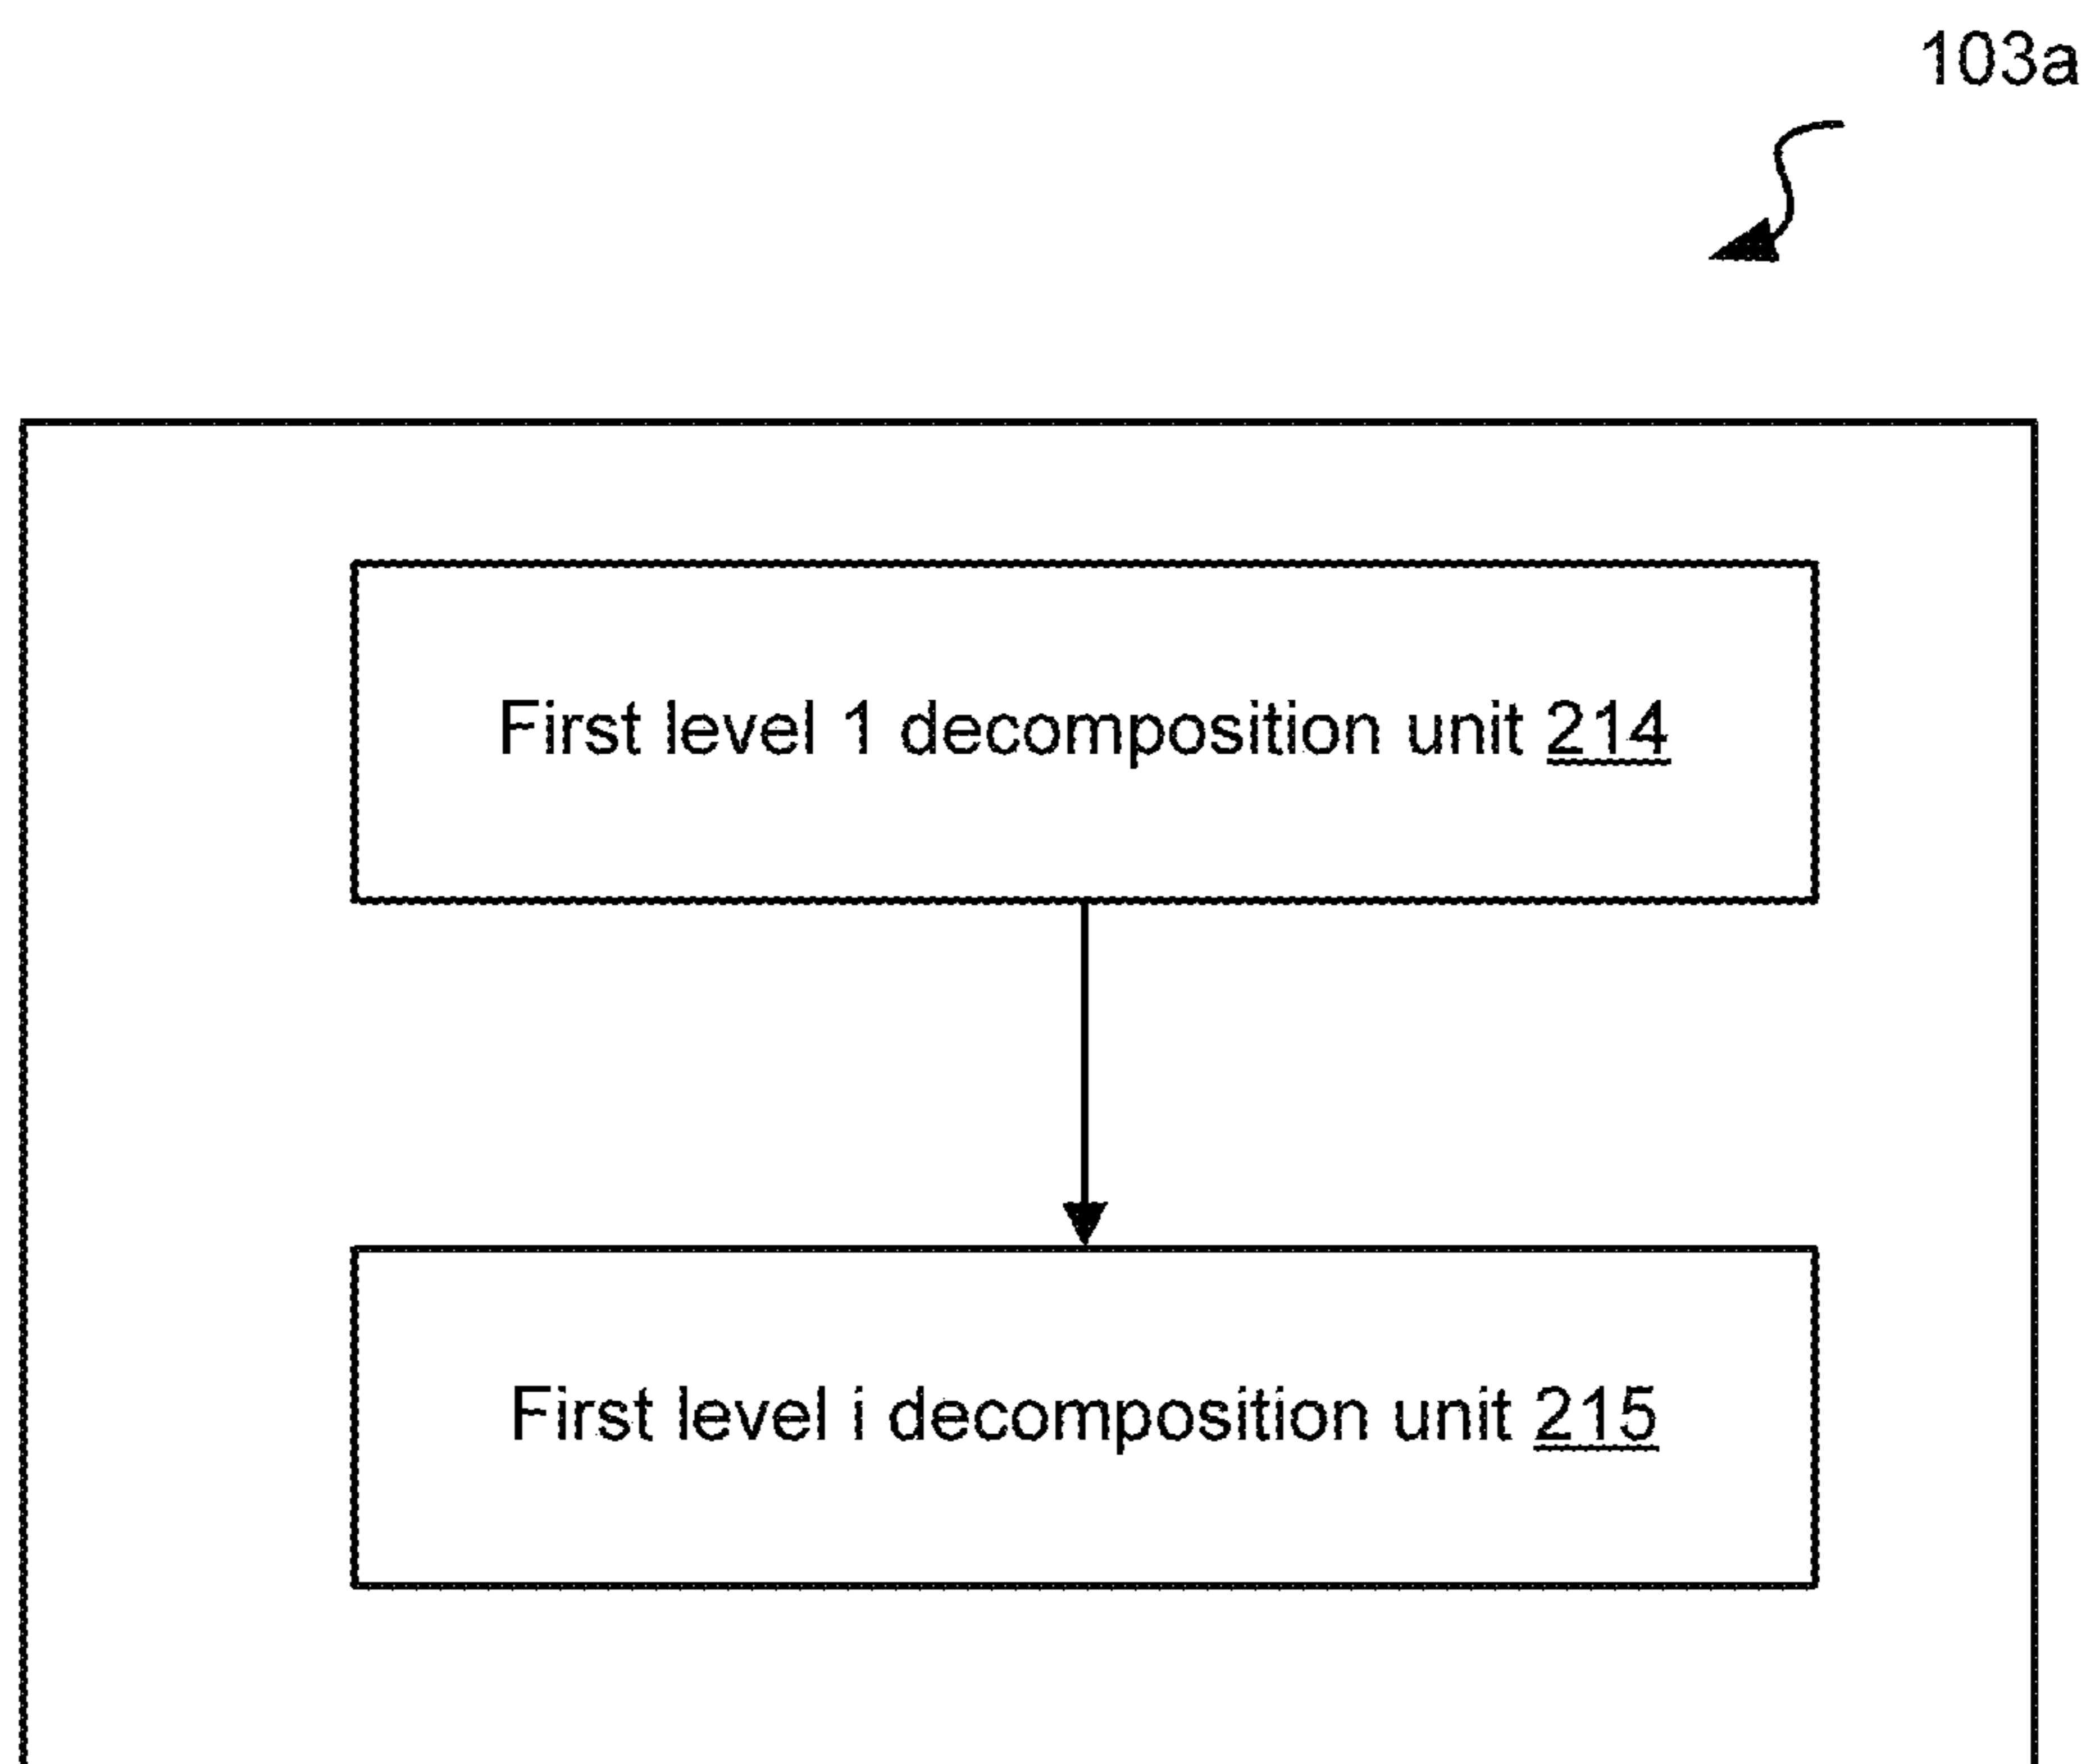 103a
First level 1 decomposition unit 214
First level i decomposition unit 215